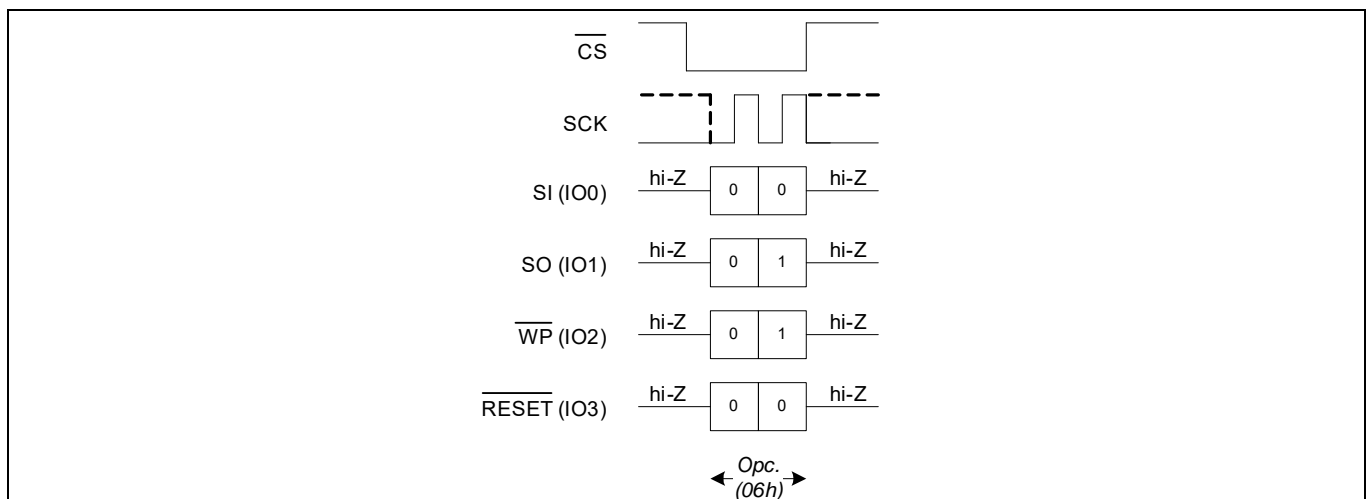 CS
SCK
hi-Z 0 0 hi-Z
SI (IO0)
hi-Z 0 1 hi-Z
SO (IO1)
hi-Z 0 1 hi-Z
WP (IO2)
hi-Z 0 0 hi-Z
RESET (IO3)
Opc.
(06h)